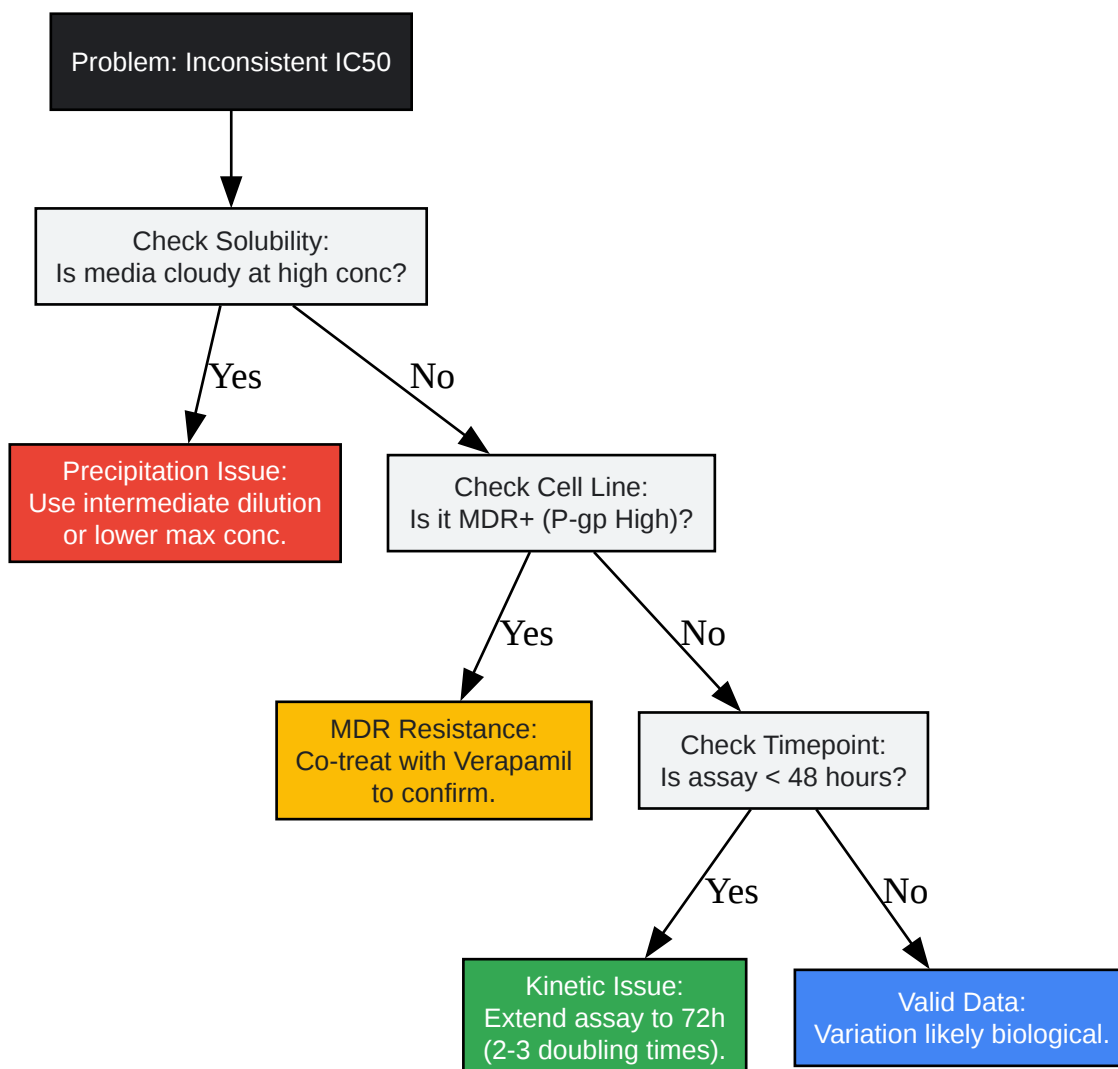 Problem: Inconsistent IC50
Check Solubility:
Is media cloudy at high conc?
Yes
No
Precipitation Issue:
Use intermediate dilution
or lower max conc.
Check Cell Line:
Is it MDR+ (P-gp High)?
Yes
No
MDR Resistance:
Co-treat with Verapamil
to confirm.
Check Timepoint:
Is assay < 48 hours?
Yes
No
Kinetic Issue:
Extend assay to 72h
(2-3 doubling times).
Valid Data:
Variation likely biological.